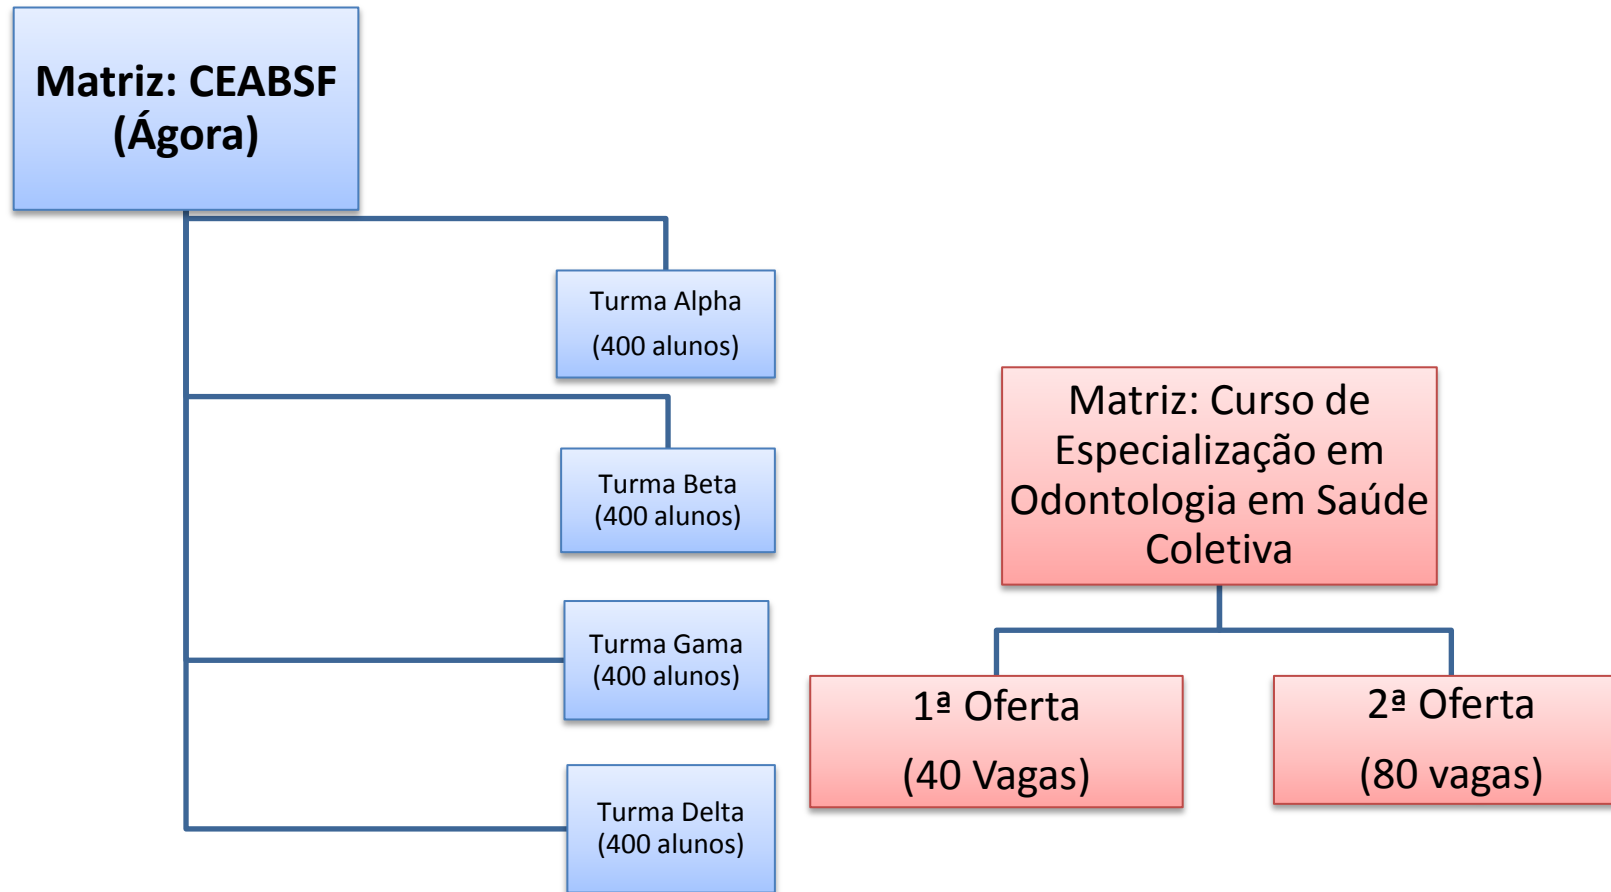 Matriz: CEABSF
(Ágora)
Turma Alpha
(400 alunos)
Turma Beta
(400 alunos)
Turma Gama
(400 alunos)
Turma Delta
(400 alunos)
Matriz: Curso de
Especialização em
Odontologia em Saúde
Coletiva
1ª Oferta
(40 Vagas)
2ª Oferta
(80 vagas)